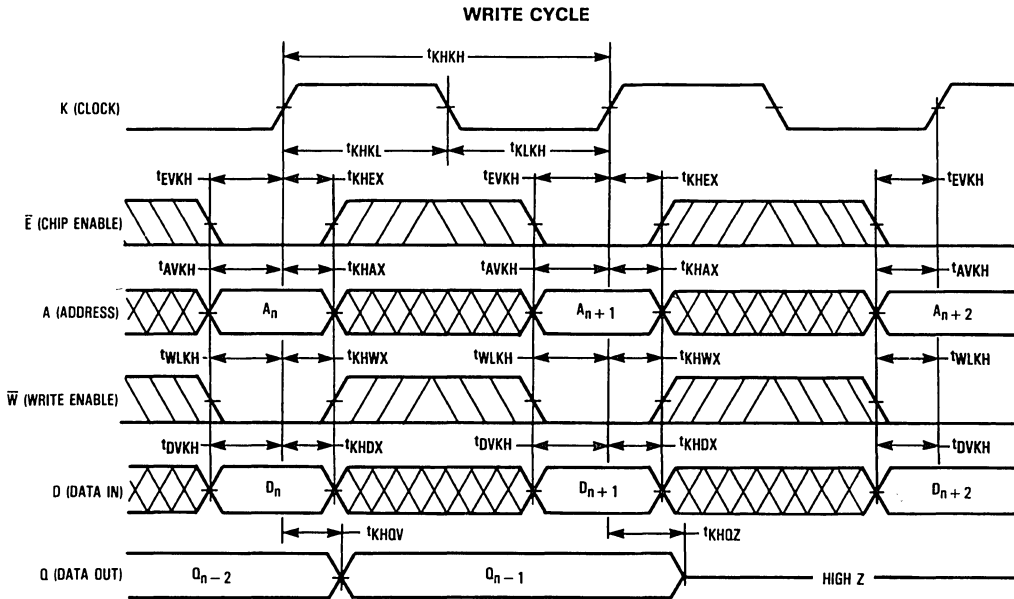 WRITE CYCLE
tKHKH
K (CLOCK)
tKHKL tKLKH
tEVKH tKHEX tEVKH tKHEX tEVKH
E̅ (CHIP ENABLE)
tAVKH tKHAX tAVKH tKHAX tAVKH
A (ADDRESS) An An + 1 An + 2
tWLKH tKHWX tWLKH tKHWX tWLKH
W̅ (WRITE ENABLE)
tDVKH tKHDX tDVKH tKHDX tDVKH
D (DATA IN) Dn Dn + 1 Dn + 2
tKHQV tKHQZ
Q (DATA OUT) Qn – 2 Qn – 1 HIGH Z